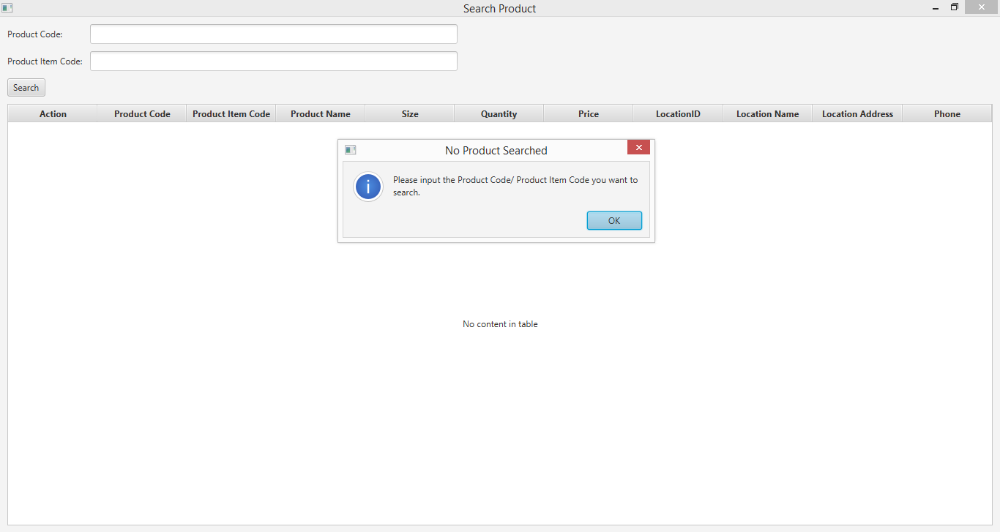 Search Product
Product Code:
Product Item Code:
Search
Action Product Code Product Item Code Product Name Size Quantity Price LocationID Location Name Location Address Phone
No Product Searched
Please input the Product Code/ Product Item Code you want to
search.
OK
No content in table